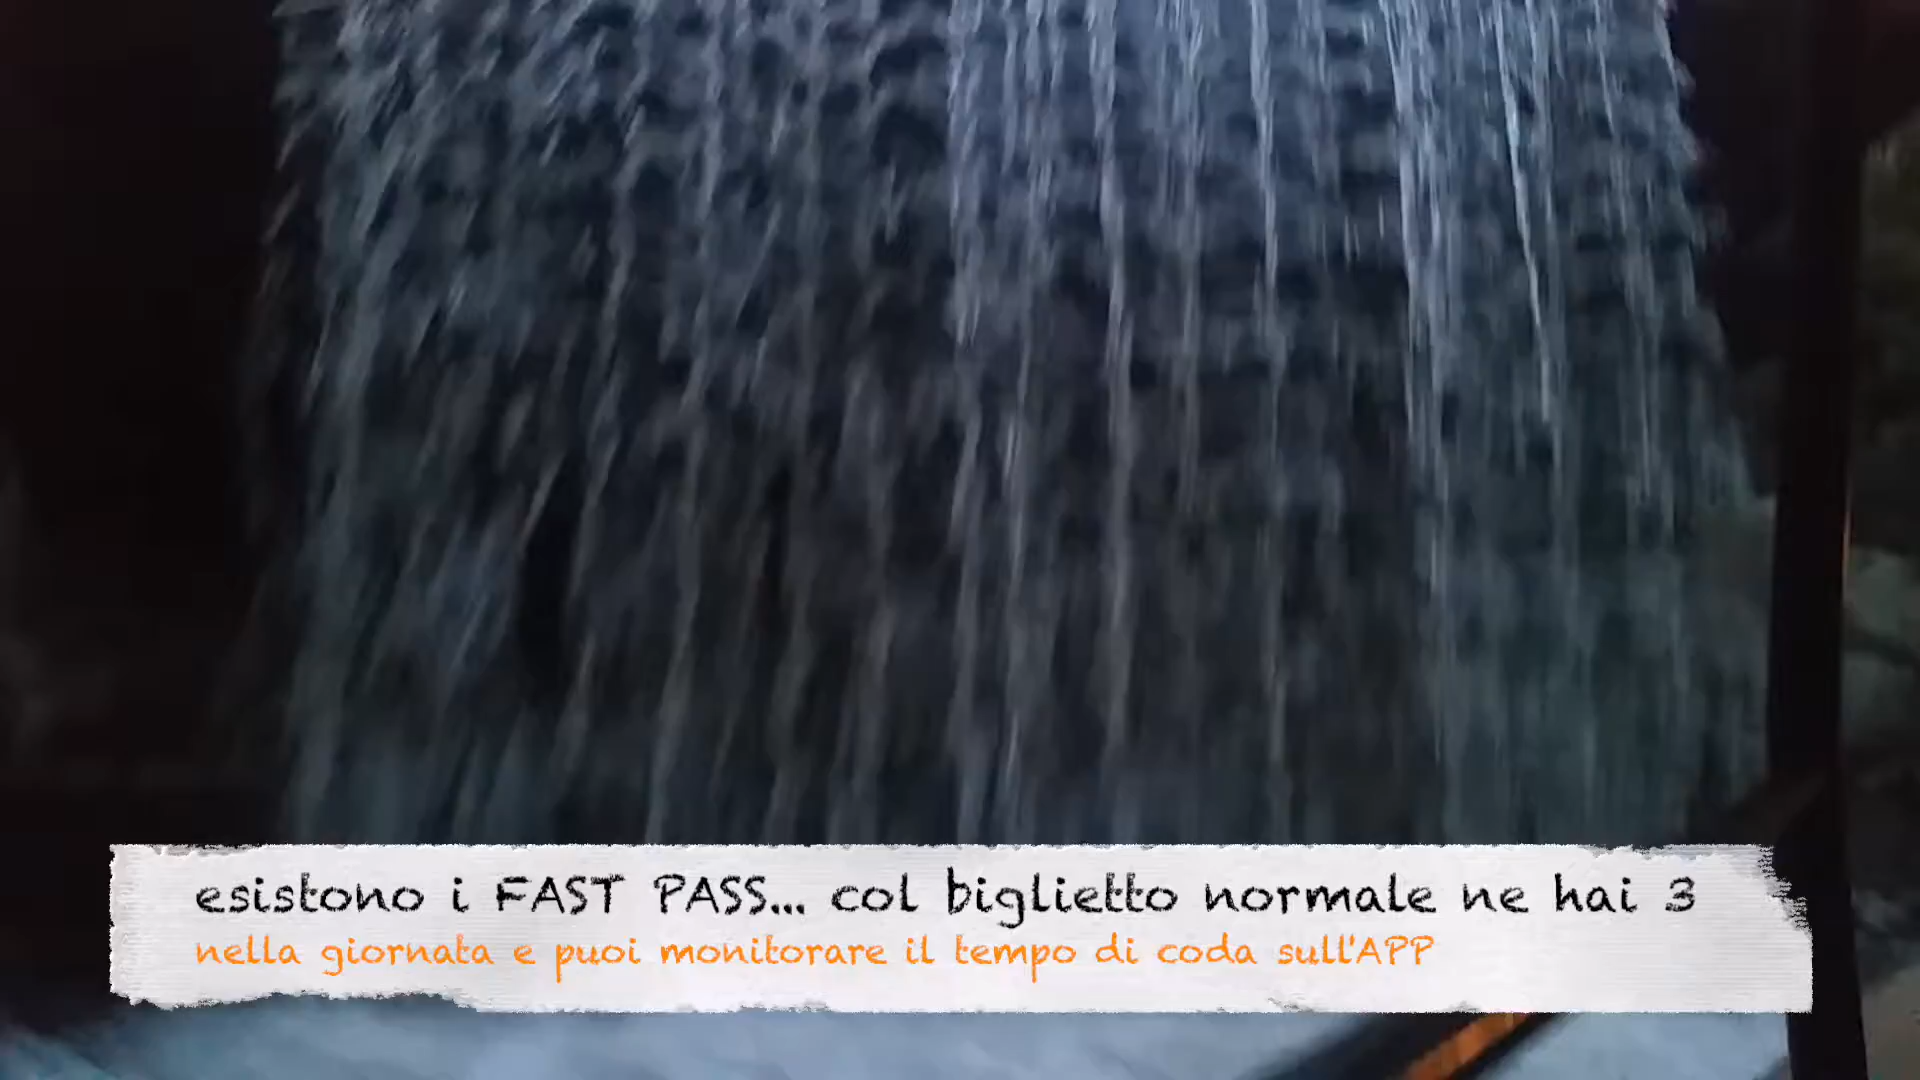 esistono i FAST PASS... col biglietto normale ne hai 3
nella giornata e puoi monitorare il tempo di coda sull'APP